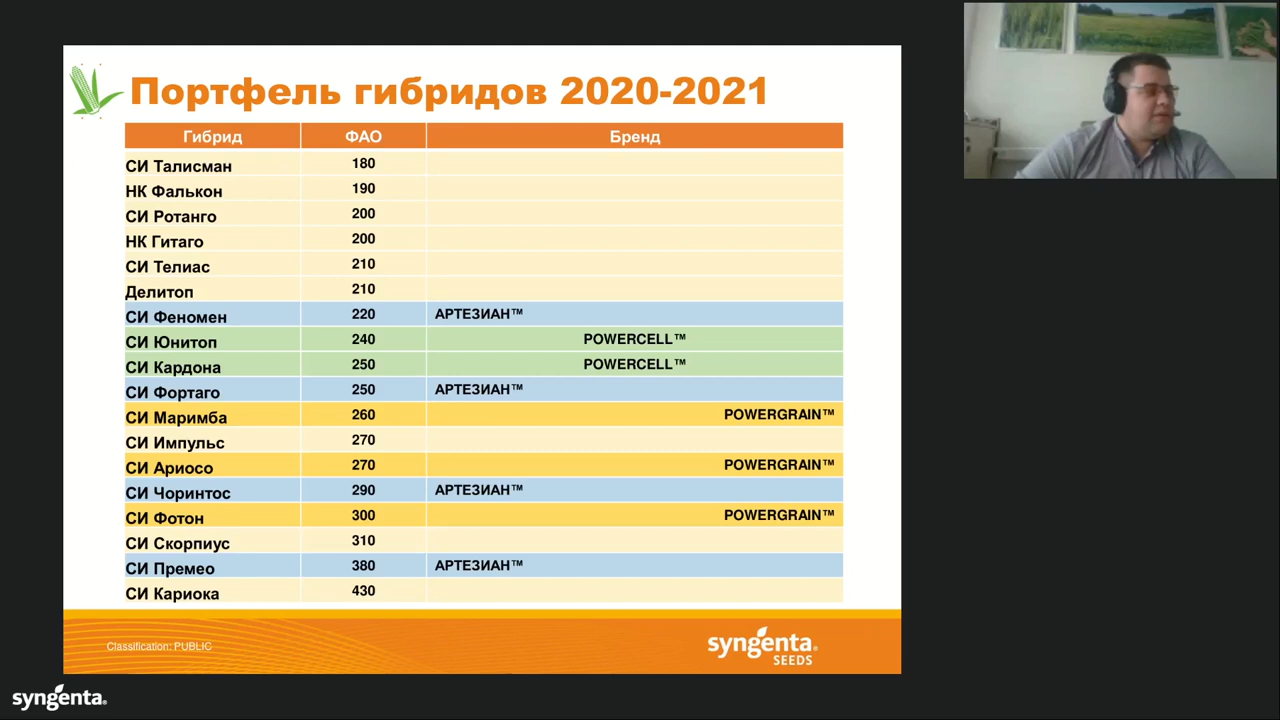 Портфель гибридов 2020-2021
Гибрид ФАО Бренд
СИ Талисман 180
НК Фалькон 190
СИ Ротанго 200
НК Гитаго 200
СИ Телиас 210
Делитоп 210
СИ Феномен 220 АРТЕЗИАН™
СИ Юнитоп 240 POWERCELL™
СИ Кардона 250 POWERCELL™
СИ Фортаго 250 АРТЕЗИАН™
СИ Маримба 260 POWERGRAIN™
СИ Импульс 270
СИ Ариосо 270 POWERGRAIN™
СИ Чоринтос 290 АРТЕЗИАН™
СИ Фотон 300 POWERGRAIN™
СИ Скорпиус 310
СИ Премео 380 АРТЕЗИАН™
СИ Кариока 430
Classification: PUBLIC
syngenta
SEEDS
syngenta